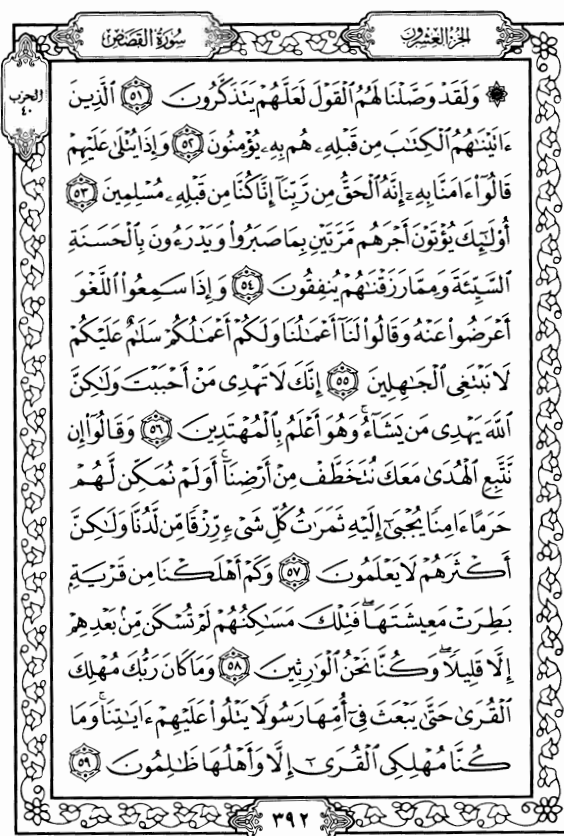 الجزء العشرون
سورة القصص
الحزب
٤٠
۞ وَلَقَدْ وَصَّلْنَا لَهُمُ ٱلْقَوْلَ لَعَلَّهُمْ يَتَذَكَّرُونَ ٥١ ٱلَّذِينَ
ءَاتَيْنَٰهُمُ ٱلْكِتَٰبَ مِن قَبْلِهِۦ هُم بِهِۦ يُؤْمِنُونَ ٥٢ وَإِذَا يُتْلَىٰ عَلَيْهِمْ
قَالُوٓا۟ ءَامَنَّا بِهِۦٓ إِنَّهُ ٱلْحَقُّ مِن رَّبِّنَآ إِنَّا كُنَّا مِن قَبْلِهِۦ مُسْلِمِينَ ٥٣
أُو۟لَٰٓئِكَ يُؤْتَوْنَ أَجْرَهُم مَّرَّتَيْنِ بِمَا صَبَرُوا۟ وَيَدْرَءُونَ بِٱلْحَسَنَةِ
ٱلسَّيِّئَةَ وَمِمَّا رَزَقْنَٰهُمْ يُنفِقُونَ ٥٤ وَإِذَا سَمِعُوا۟ ٱللَّغْوَ
أَعْرَضُوا۟ عَنْهُ وَقَالُوا۟ لَنَآ أَعْمَٰلُنَا وَلَكُمْ أَعْمَٰلُكُمْ سَلَٰمٌ عَلَيْكُمْ
لَا نَبْتَغِى ٱلْجَٰهِلِينَ ٥٥ إِنَّكَ لَا تَهْدِى مَنْ أَحْبَبْتَ وَلَٰكِنَّ
ٱللَّهَ يَهْدِى مَن يَشَآءُ ۚ وَهُوَ أَعْلَمُ بِٱلْمُهْتَدِينَ ٥٦ وَقَالُوٓا۟ إِن
نَّتَّبِعِ ٱلْهُدَىٰ مَعَكَ نُتَخَطَّفْ مِنْ أَرْضِنَآ ۚ أَوَلَمْ نُمَكِّن لَّهُمْ
حَرَمًا ءَامِنًا يُجْبَىٰٓ إِلَيْهِ ثَمَرَٰتُ كُلِّ شَىْءٍ رِّزْقًا مِّن لَّدُنَّا وَلَٰكِنَّ
أَكْثَرَهُمْ لَا يَعْلَمُونَ ٥٧ وَكَمْ أَهْلَكْنَا مِن قَرْيَةٍۭ
بَطِرَتْ مَعِيشَتَهَا ۖ فَتِلْكَ مَسَٰكِنُهُمْ لَمْ تُسْكَن مِّنۢ بَعْدِهِمْ
إِلَّا قَلِيلًا ۖ وَكُنَّا نَحْنُ ٱلْوَٰرِثِينَ ٥٨ وَمَا كَانَ رَبُّكَ مُهْلِكَ
ٱلْقُرَىٰ حَتَّىٰ يَبْعَثَ فِىٓ أُمِّهَا رَسُولًا يَتْلُوا۟ عَلَيْهِمْ ءَايَٰتِنَا ۚ وَمَا
كُنَّا مُهْلِكِى ٱلْقُرَىٰٓ إِلَّا وَأَهْلُهَا ظَٰلِمُونَ ٥٩
٣٩٢